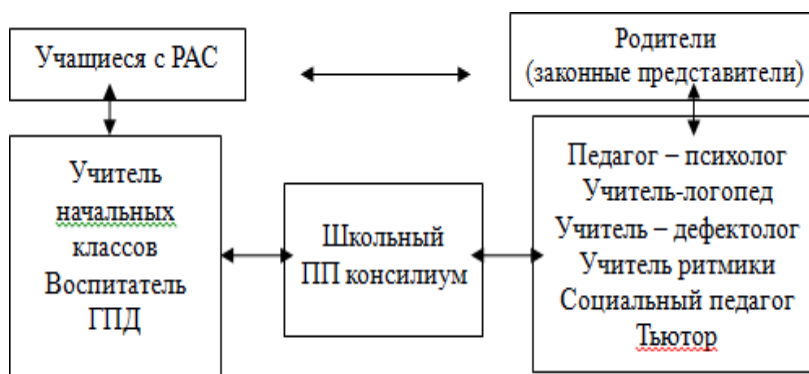 Учащиеся с РАС
Родители
(законные представители)
Учитель
начальных
классов
Воспитатель
ГПД
Школьный
ПП консилиум
Педагог – психолог
Учитель-логопед
Учитель – дефектолог
Учитель ритмики
Социальный педагог
Тьютор